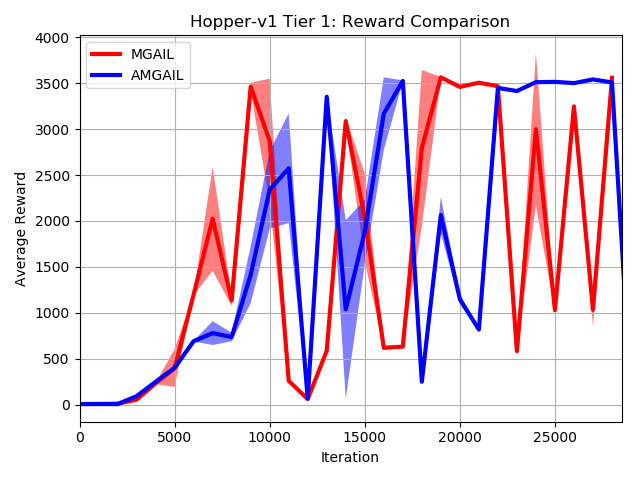 Hopper-v1 Tier 1: Reward Comparison
4000
3500
3000
2500
2000
1500
1000
500
0
Average Reward
MGAIL
AMGAIL
0 5000 10000 15000 20000 25000
Iteration